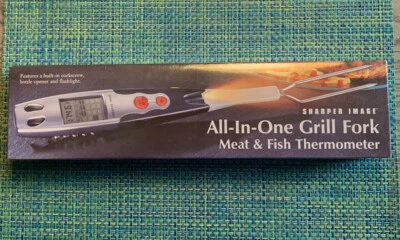 Features a built-in corkscrew,
bottle opener and flashlight.
SHARPER IMAGE
All-In-One Grill Fork
Meat & Fish Thermometer